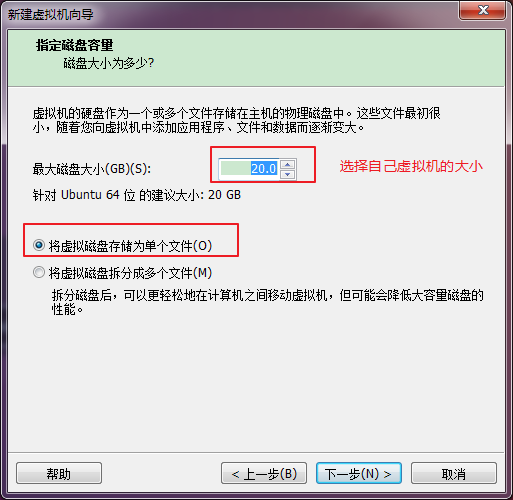 新建虚拟机向导
指定磁盘容量
磁盘大小为多少?
虚拟机的硬盘作为一个或多个文件存储在主机的物理磁盘中。这些文件最初很
小，随着您向虚拟机中添加应用程序、文件和数据而逐渐变大。
最大磁盘大小(GB)(S): 20.0 选择自己虚拟机的大小
针对 Ubuntu 64 位 的建议大小: 20 GB
将虚拟磁盘存储为单个文件(O)
将虚拟磁盘拆分成多个文件(M)
拆分磁盘后，可以更轻松地在计算机之间移动虚拟机，但可能会降低大容量磁盘的
性能。
帮助 < 上一步(B) 下一步(N) > 取消